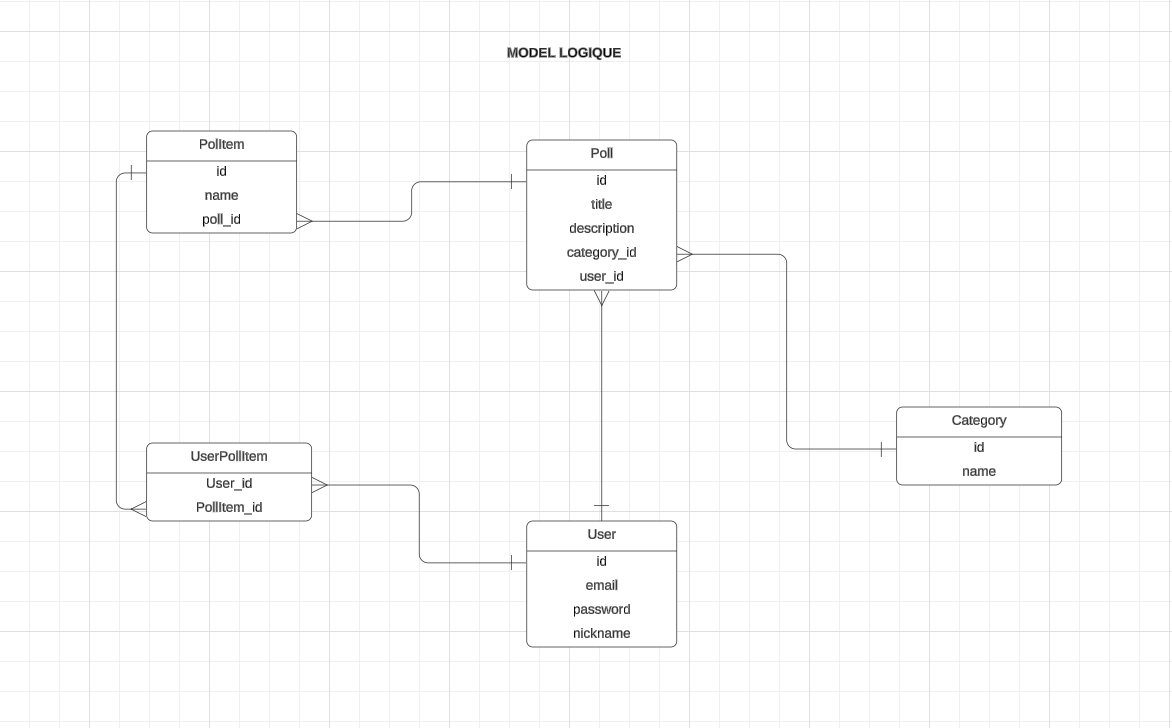 MODEL LOGIQUE
PollItem
id
name
poll_id
Poll
id
title
description
category_id
user_id
Category
id
name
UserPollItem
User_id
PollItem_id
User
id
email
password
nickname